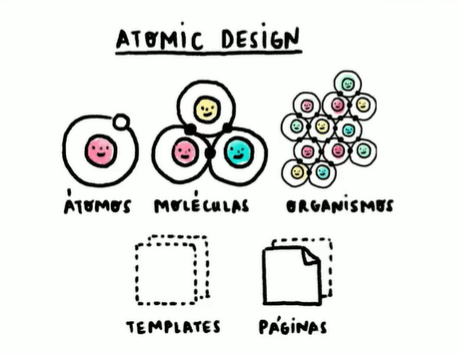 ATOMIC DESIGN
ÁTOMOS MOLÉCULAS ORGANISMOS
TEMPLATES PÁGINAS